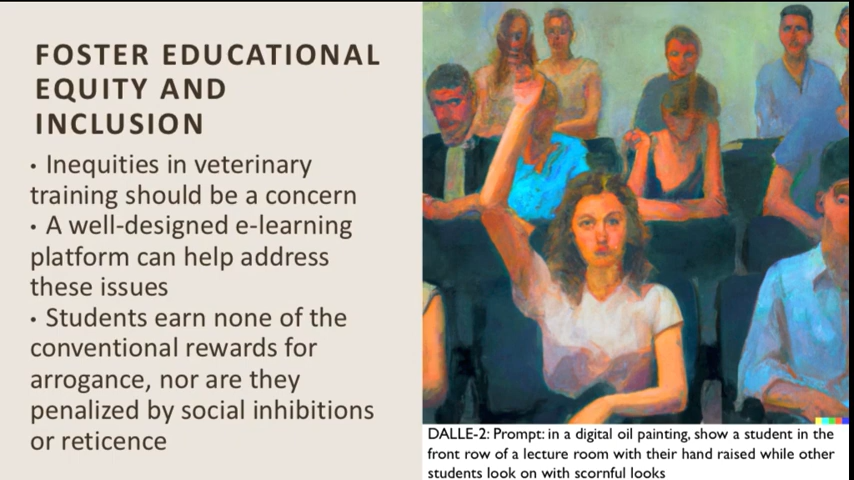 FOSTER EDUCATIONAL
EQUITY AND
INCLUSION
• Inequities in veterinary
training should be a concern
• A well-designed e-learning
platform can help address
these issues
• Students earn none of the
conventional rewards for
arrogance, nor are they
penalized by social inhibitions
or reticence
DALLE-2: Prompt: in a digital oil painting, show a student in the
front row of a lecture room with their hand raised while other
students look on with scornful looks